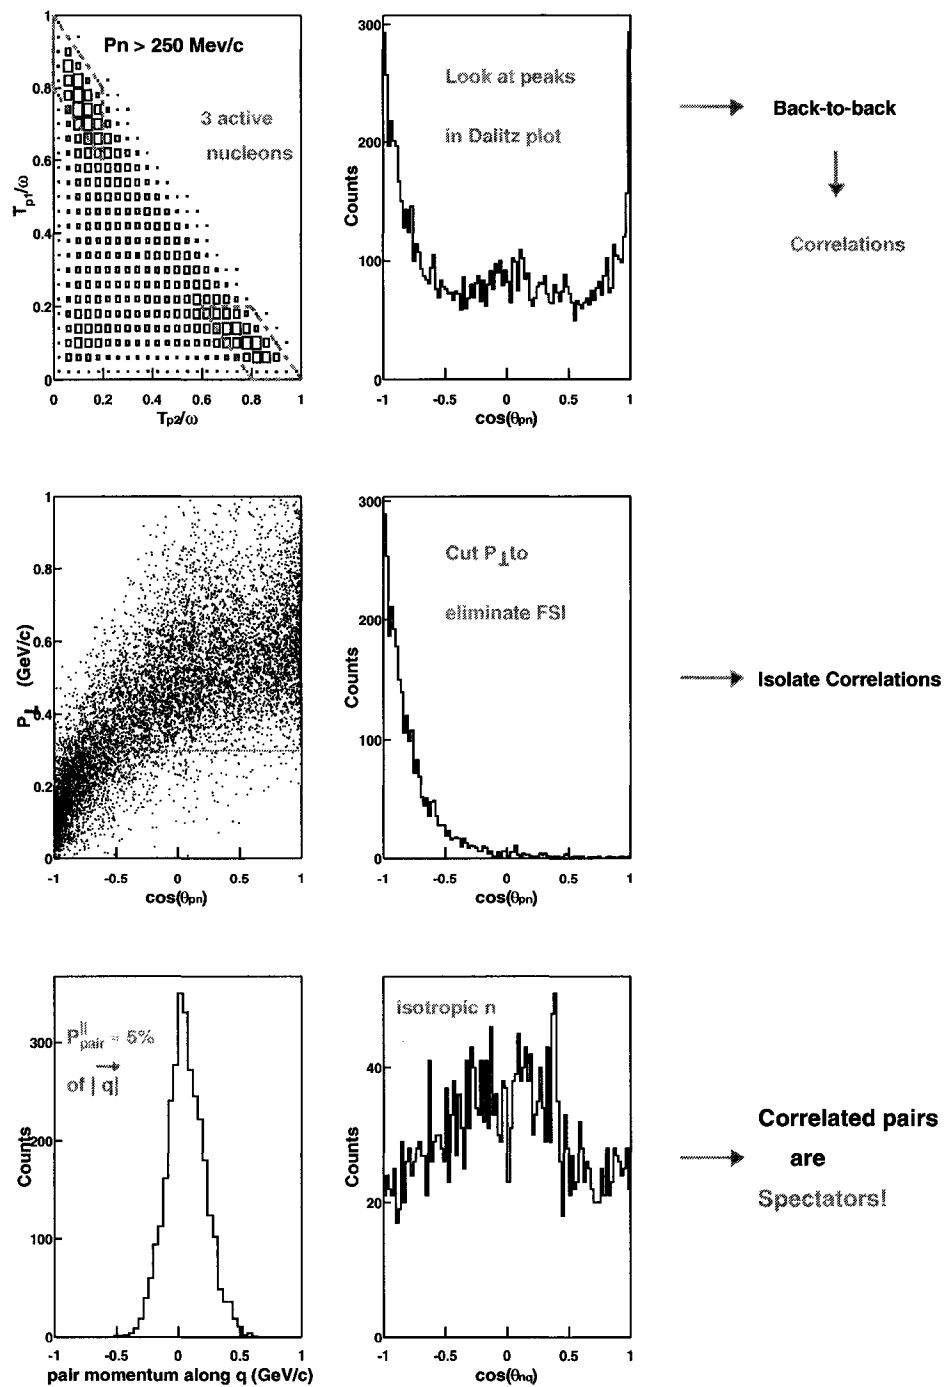 Pn > 250 Mev/c
3 active
nucleons
1
0.8
0.6
0.4
0.2
0
Tp1/ω
0 0.2 0.4 0.6 0.8 1
Tp2/ω
Look at peaks
in Dalitz plot
300
200
100
0
Counts
-1 -0.5 0 0.5 1
cos(θpn)
Back-to-back
Correlations
1
0.8
0.6
0.4
0.2
0
P⊥ (GeV/c)
-1 -0.5 0 0.5 1
cos(θpn)
Cut P⊥ to
eliminate FSI
300
200
100
0
Counts
-1 -0.5 0 0.5 1
cos(θpn)
Isolate Correlations
P||pair = 5%
of | q|
300
200
100
0
Counts
-1 -0.5 0 0.5 1
pair momentum along q (GeV/c)
isotropic n
40
30
20
0
Counts
-1 -0.5 0 0.5 1
cos(θnq)
Correlated pairs
are
Spectators!